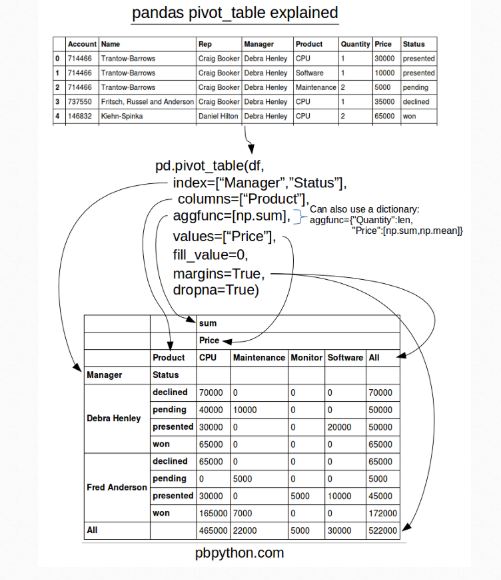 pandas pivot_table explained
Account Name Rep Manager Product Quantity Price Status
0 714466 Trantow-Barrows Craig Booker Debra Henley CPU 1 30000 presented
1 714466 Trantow-Barrows Craig Booker Debra Henley Software 1 10000 presented
2 714466 Trantow-Barrows Craig Booker Debra Henley Maintenance 2 5000 pending
3 737550 Fritsch, Russel and Anderson Craig Booker Debra Henley CPU 1 35000 declined
4 146832 Kiehn-Spinka Daniel Hilton Debra Henley CPU 2 65000 won
pd.pivot_table(df,
index=["Manager","Status"],
columns=["Product"],
aggfunc=[np.sum],
Can also use a dictionary:
aggfunc={"Quantity":len,
"Price":[np.sum,np.mean]}
values=["Price"],
fill_value=0,
margins=True,
dropna=True)
sum
Price
Product CPU Maintenance Monitor Software All
Manager Status
Debra Henley declined 70000 0 0 0 70000
pending 40000 10000 0 0 50000
presented 30000 0 0 20000 50000
won 65000 0 0 0 65000
Fred Anderson declined 65000 0 0 0 65000
pending 0 5000 0 0 5000
presented 30000 0 5000 10000 45000
won 165000 7000 0 0 172000
All 465000 22000 5000 30000 522000
pbpython.com